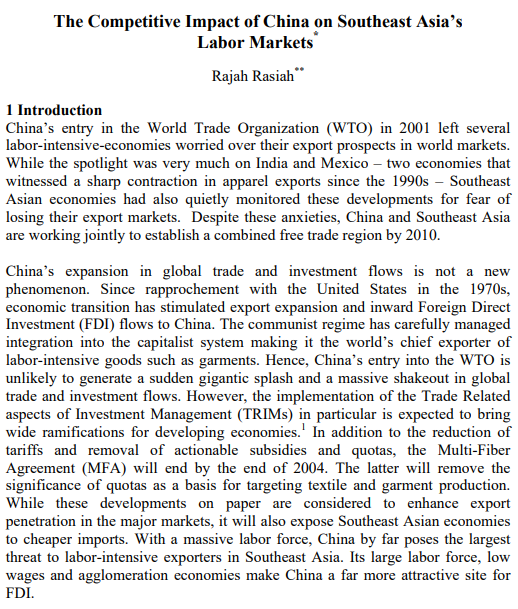 The Competitive Impact of China on Southeast Asia's
Labor Markets*
Rajah Rasiah**
1 Introduction
China's entry in the World Trade Organization (WTO) in 2001 left several
labor-intensive-economies worried over their export prospects in world markets.
While the spotlight was very much on India and Mexico – two economies that
witnessed a sharp contraction in apparel exports since the 1990s – Southeast
Asian economies had also quietly monitored these developments for fear of
losing their export markets.  Despite these anxieties, China and Southeast Asia
are working jointly to establish a combined free trade region by 2010.
China's expansion in global trade and investment flows is not a new
phenomenon. Since rapprochement with the United States in the 1970s,
economic transition has stimulated export expansion and inward Foreign Direct
Investment (FDI) flows to China. The communist regime has carefully managed
integration into the capitalist system making it the world's chief exporter of
labor-intensive goods such as garments. Hence, China's entry into the WTO is
unlikely to generate a sudden gigantic splash and a massive shakeout in global
trade and investment flows. However, the implementation of the Trade Related
aspects of Investment Management (TRIMs) in particular is expected to bring
wide ramifications for developing economies.¹ In addition to the reduction of
tariffs and removal of actionable subsidies and quotas, the Multi-Fiber
Agreement (MFA) will end by the end of 2004. The latter will remove the
significance of quotas as a basis for targeting textile and garment production.
While these developments on paper are considered to enhance export
penetration in the major markets, it will also expose Southeast Asian economies
to cheaper imports. With a massive labor force, China by far poses the largest
threat to labor-intensive exporters in Southeast Asia. Its large labor force, low
wages and agglomeration economies make China a far more attractive site for
FDI.